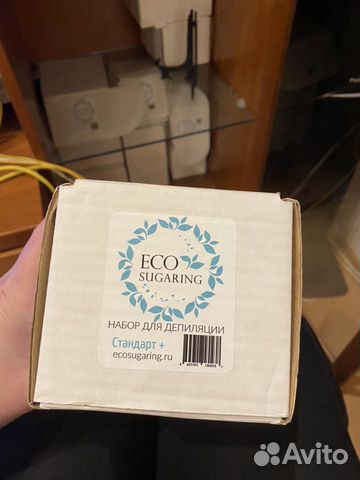 ECO
SUGARING
НАБОР ДЛЯ ДЕПИЛЯЦИИ
Стандарт +
ecosugaring.ru
Avito